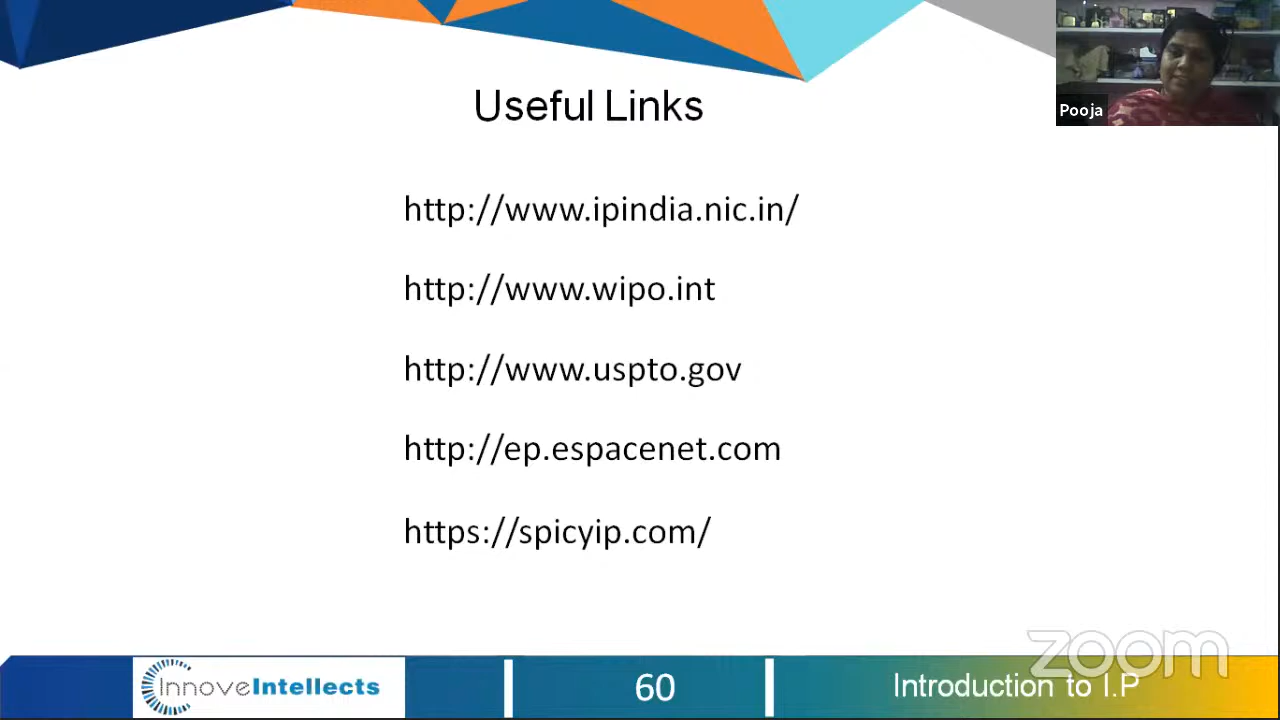 Useful Links
Pooja
http://www.ipindia.nic.in/
http://www.wipo.int
http://www.uspto.gov
http://ep.espacenet.com
https://spicyip.com/
zoom
InnoveIntellects
60
Introduction to I.P